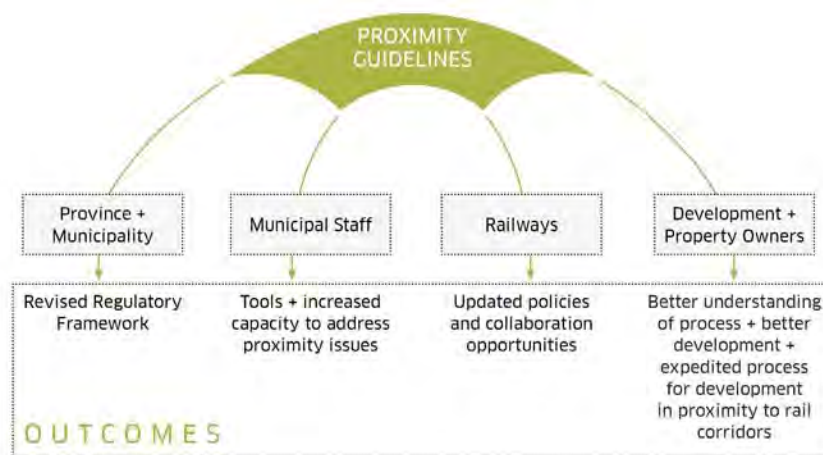 PROXIMITY
GUIDELINES
Province +
Municipality
Municipal Staff
Railways
Development +
Property Owners
Revised Regulatory
Framework
Tools + increased
capacity to address
proximity issues
Updated policies
and collaboration
opportunities
Better understanding
of process + better
development +
expedited process
for development
in proximity to rail
corridors
OUTCOMES